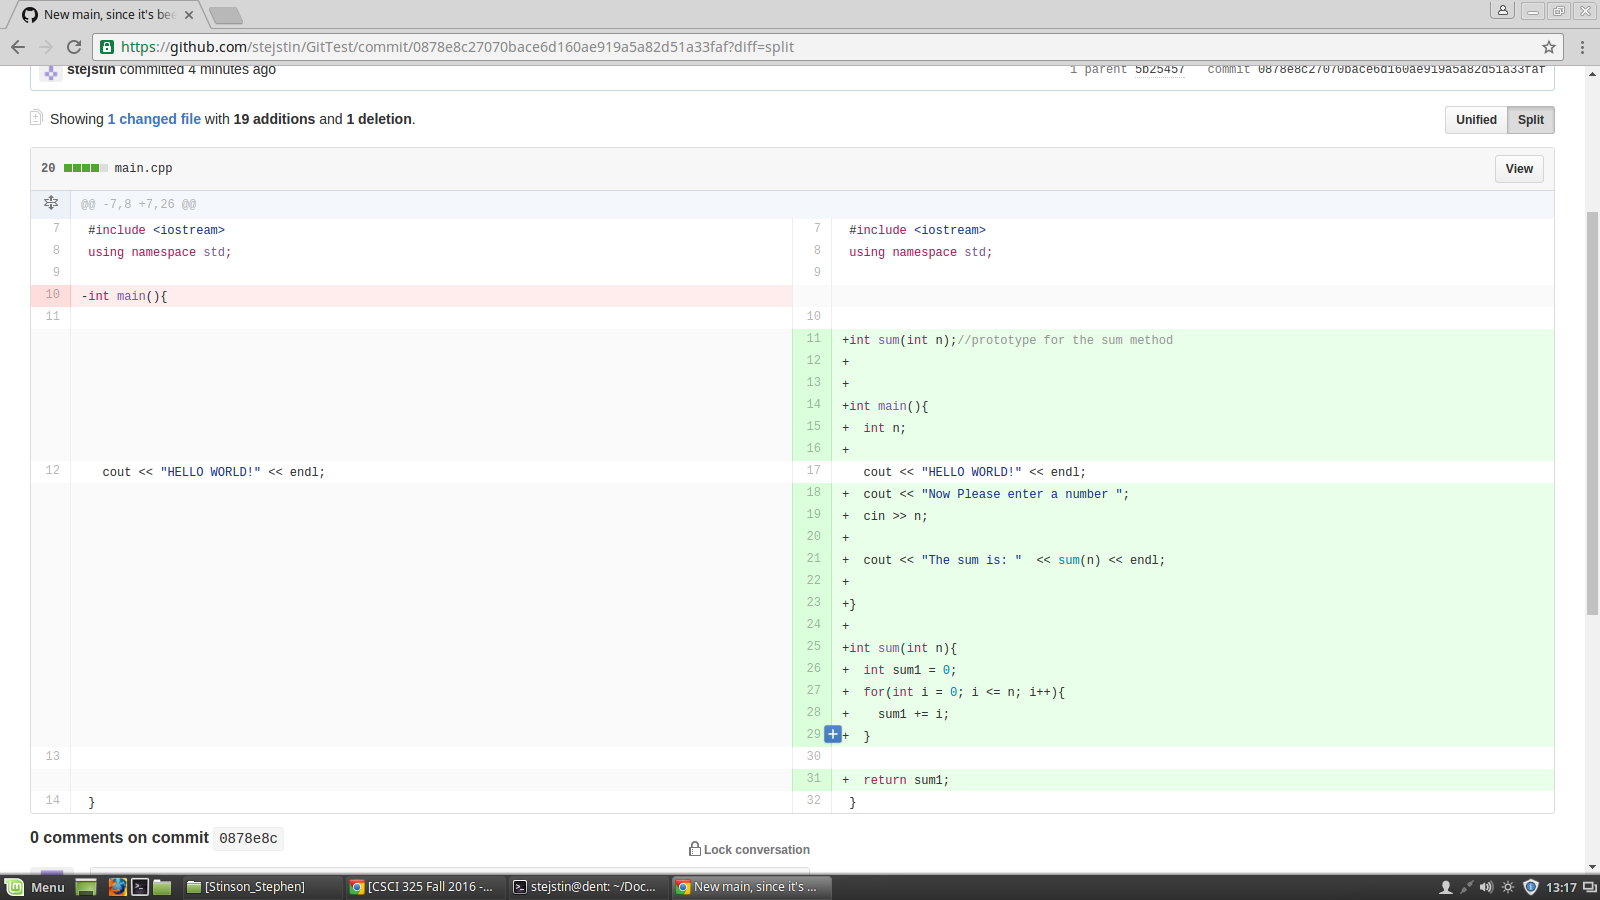 New main, since it's bee
https://github.com/stejstin/GitTest/commit/0878e8c27070bace6d160ae919a5a82d51a33faf?diff=split
stejstin committed 4 minutes ago
1 parent 5b25457 commit 0878e8c27070bace6d160ae919a5a82d51a33faf
Showing 1 changed file with 19 additions and 1 deletion.
Unified Split
20 main.cpp
View
@@ -7,8 +7,26 @@
7 #include <iostream> 7 #include <iostream>
8 using namespace std; 8 using namespace std;
9 9
10 -int main(){
11 10
11 +int sum(int n);//prototype for the sum method
12 +
13 +
14 +int main(){
15 + int n;
16 +
12 cout << "HELLO WORLD!" << endl; 17 cout << "HELLO WORLD!" << endl;
18 + cout << "Now Please enter a number ";
19 + cin >> n;
20 +
21 + cout << "The sum is: "  << sum(n) << endl;
22 +
23 +}
24 +
25 +int sum(int n){
26 + int sum1 = 0;
27 + for(int i = 0; i <= n; i++){
28 + sum1 += i;
29 + + }
13 30
31 + return sum1;
14 } 32 }
0 comments on commit 0878e8c
Lock conversation
Menu [Stinson_Stephen] [CSCI 325 Fall 2016 -... stejstin@dent: ~/Doc... New main, since it's ... 13:17